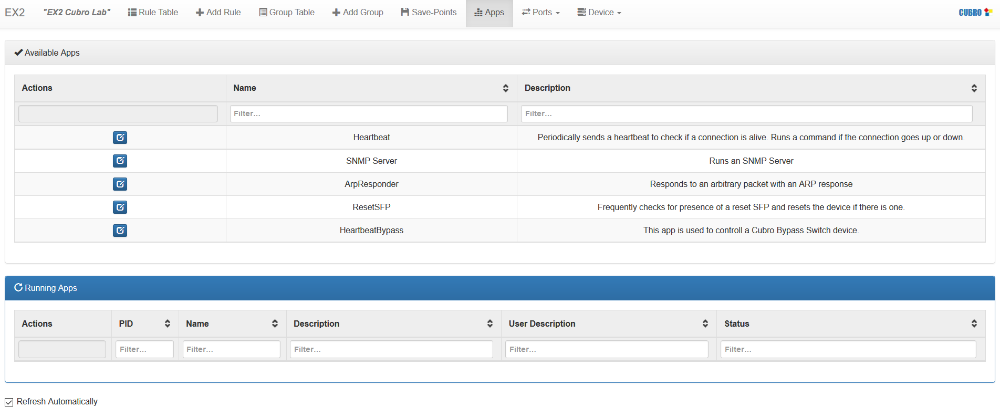 EX2 "EX2 Cubro Lab" Rule Table Add Rule Group Table Add Group Save-Points Apps Ports Device CUBRO
Available Apps
Actions Name Description
Filter... Filter...
Heartbeat Periodically sends a heartbeat to check if a connection is alive. Runs a command if the connection goes up or down.
SNMP Server Runs an SNMP Server
ArpResponder Responds to an arbitrary packet with an ARP response
ResetSFP Frequently checks for presence of a reset SFP and resets the device if there is one.
HeartbeatBypass This app is used to controll a Cubro Bypass Switch device.
Running Apps
Actions PID Name Description User Description Status
Filter... Filter... Filter... Filter... Filter...
Refresh Automatically